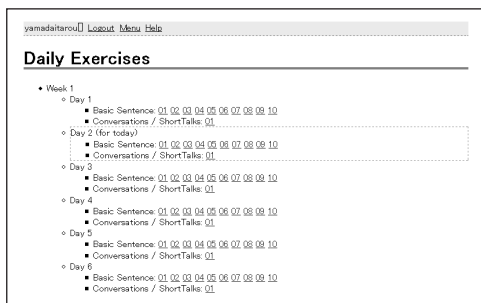 yamadaitarou Logout Menu Help
Daily Exercises
Week 1
Day 1
Basic Sentence: 01 02 03 04 05 06 07 08 09 10
Conversations / ShortTalks: 01
Day 2 (for today)
Basic Sentence: 01 02 03 04 05 06 07 08 09 10
Conversations / ShortTalks: 01
Day 3
Basic Sentence: 01 02 03 04 05 06 07 08 09 10
Conversations / ShortTalks: 01
Day 4
Basic Sentence: 01 02 03 04 05 06 07 08 09 10
Conversations / ShortTalks: 01
Day 5
Basic Sentence: 01 02 03 04 05 06 07 08 09 10
Conversations / ShortTalks: 01
Day 6
Basic Sentence: 01 02 03 04 05 06 07 08 09 10
Conversations / ShortTalks: 01